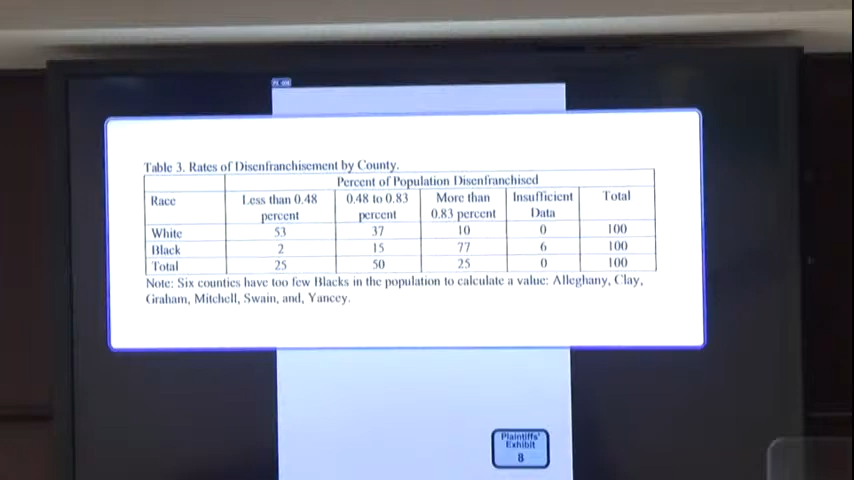 Table 3. Rates of Disenfranchisement by County.
Percent of Population Disenfranchised
Race Less than 0.48 percent 0.48 to 0.83 percent More than 0.83 percent Insufficient Data Total
White 53 37 10 0 100
Black 2 15 77 6 100
Total 25 50 25 0 100
Note: Six counties have too few Blacks in the population to calculate a value: Alleghany, Clay,
Graham, Mitchell, Swain, and, Yancey.
Plaintiffs'
Exhibit
8